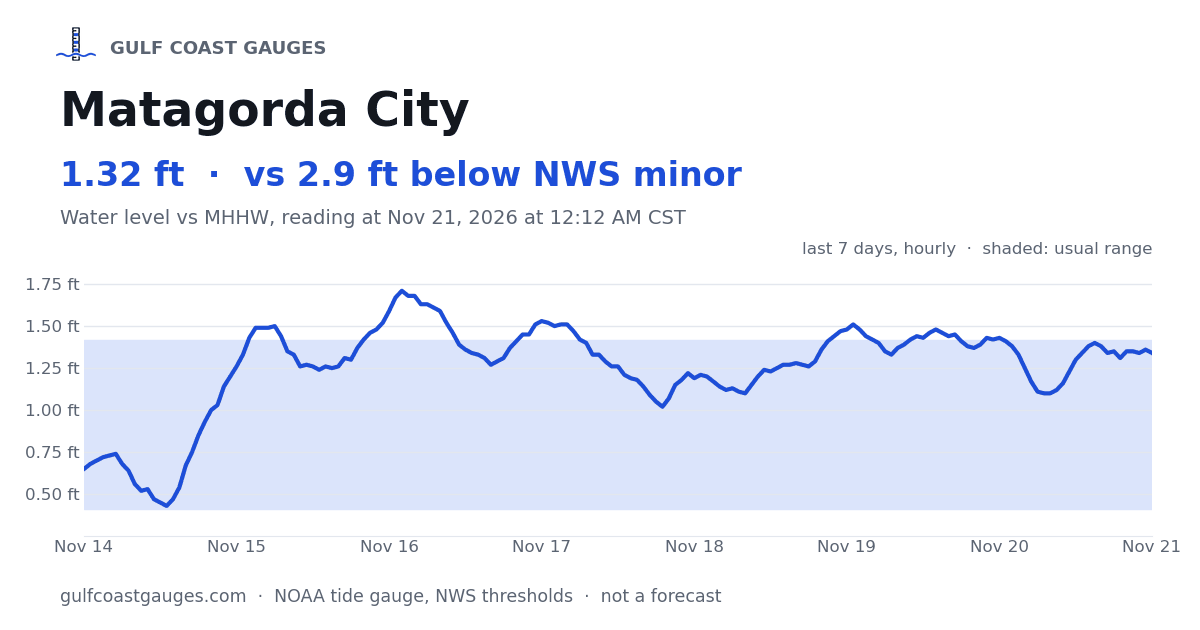 GULF COAST GAUGES
Matagorda City
1.32 ft · vs 2.9 ft below NWS minor
Water level vs MHHW, reading at Nov 21, 2026 at 12:12 AM CST
last 7 days, hourly · shaded: usual range
1.75 ft
1.50 ft
1.25 ft
1.00 ft
0.75 ft
0.50 ft
Nov 14 Nov 15 Nov 16 Nov 17 Nov 18 Nov 19 Nov 20 Nov 21
gulfcoastgauges.com · NOAA tide gauge, NWS thresholds · not a forecast